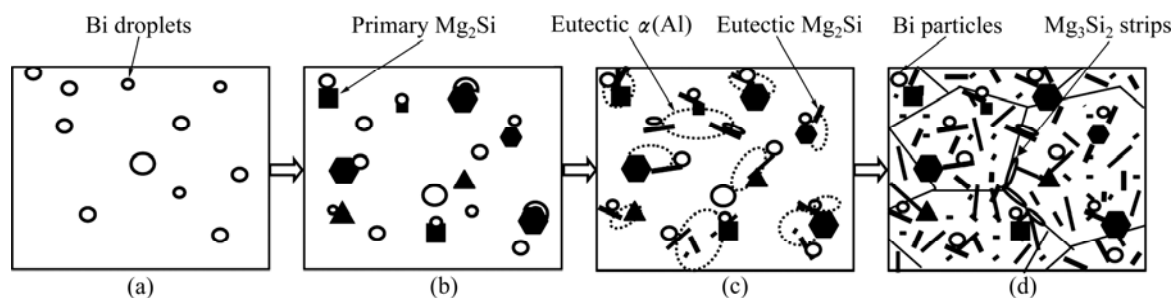 Bi droplets
Primary Mg₂Si
Eutectic α(Al)
Eutectic Mg₂Si
Bi particles
Mg₃Si₂ strips
(a)
(b)
(c)
(d)